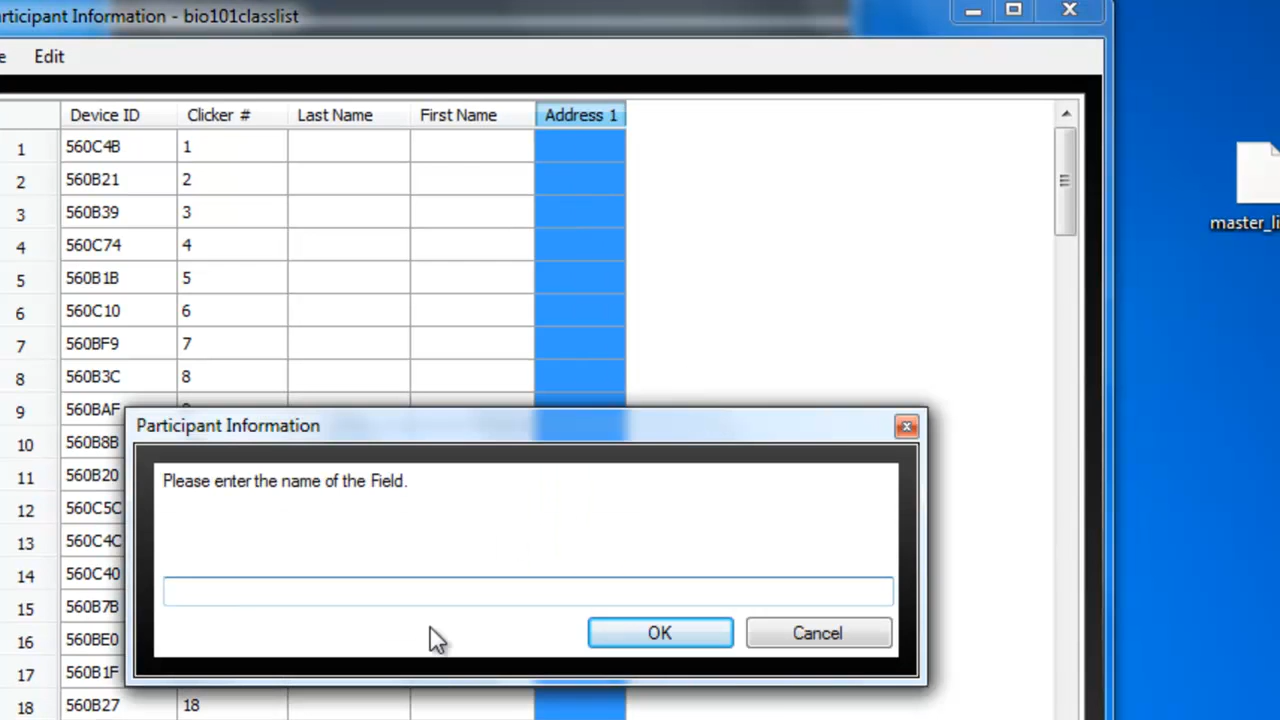 Participant Information - bio101classlist
Edit
Device ID Clicker # Last Name First Name Address 1
1 560C4B 1
2 560B21 2
3 560B39 3
4 560C74 4
5 560B1B 5
6 560C10 6
7 560BF9 7
8 560B3C 8
9 560BAF
Participant Information
10 560B8B
11 560B20
Please enter the name of the Field.
12 560C5C
13 560C4C
14 560C40
15 560B7B
16 560BE0
OK Cancel
17 560B1F
18 560B27 18